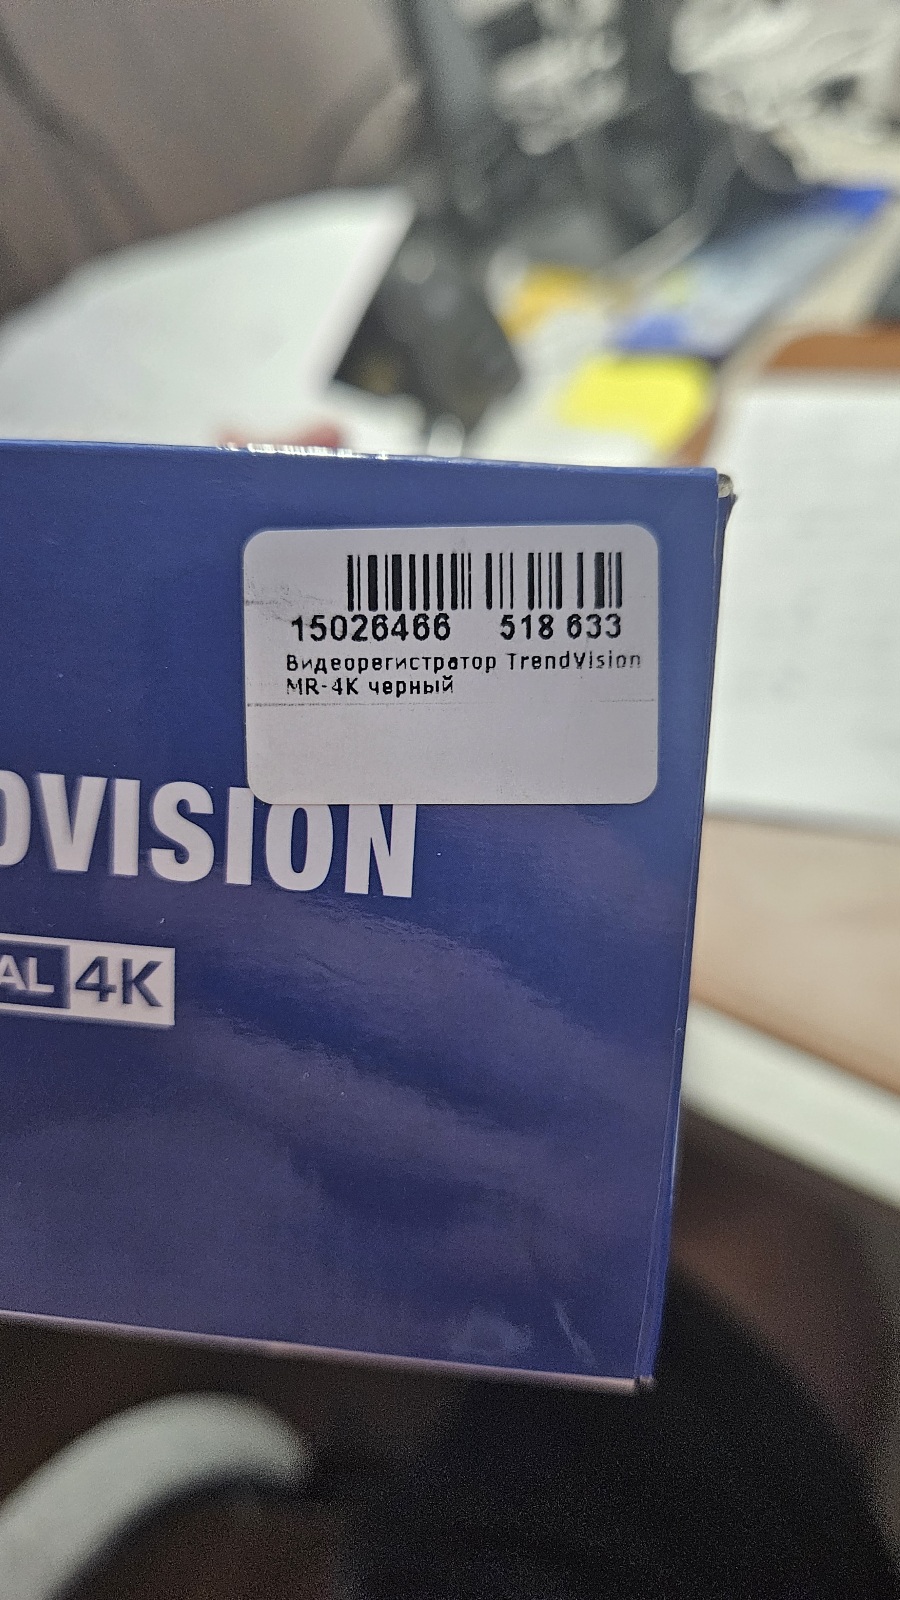 15026466 518 633
Видеорегистратор TrendVision
MR-4K черный
DVISION
AL 4K